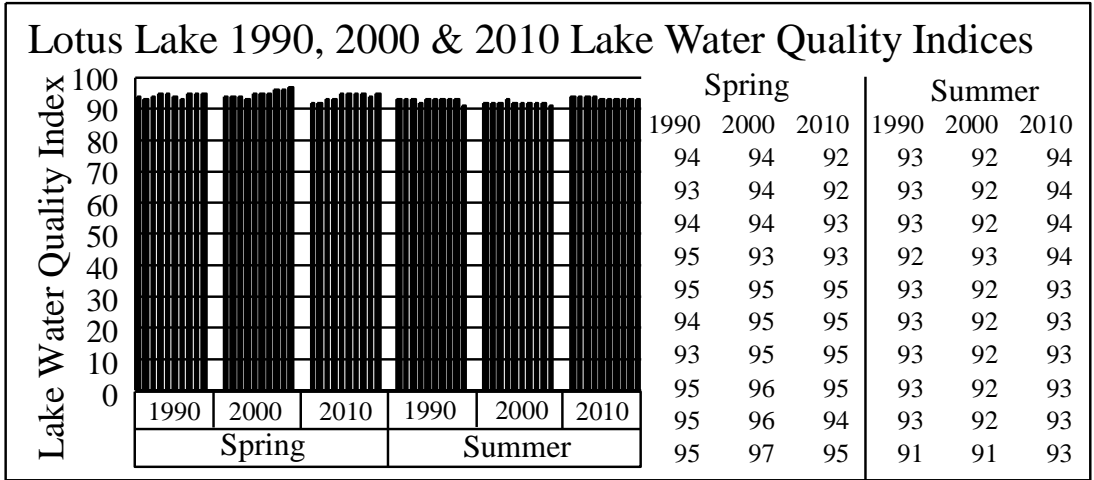 Lotus Lake 1990, 2000 & 2010 Lake Water Quality Indices
Lake Water Quality Index
100
90
80
70
60
50
40
30
20
10
0
1990 2000 2010 1990 2000 2010
Spring Summer
Spring Summer
1990 2000 2010 1990 2000 2010
94 94 92 93 92 94
93 94 92 93 92 94
94 94 93 93 92 94
95 93 93 92 93 94
95 95 95 93 92 93
94 95 95 93 92 93
93 95 95 93 92 93
95 96 95 93 92 93
95 96 94 93 92 93
95 97 95 91 91 93